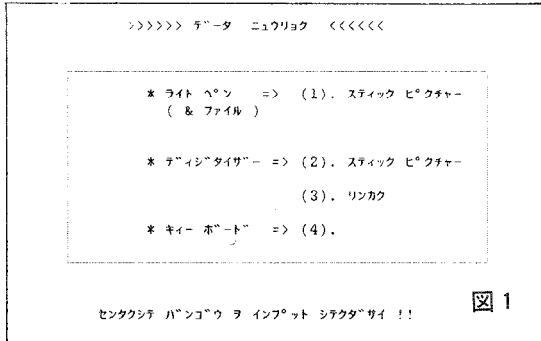 >>>>>> データ ニュウリョク <<<<<<
* ライト ペン => (1). スティック ピクチャー
( & ファイル )
* ディジタイザー => (2). スティック ピクチャー
(3). リンカク
* キィー ボード => (4).
センタクシテ バンゴウ ヲ インプット シテクダサイ !!
図1